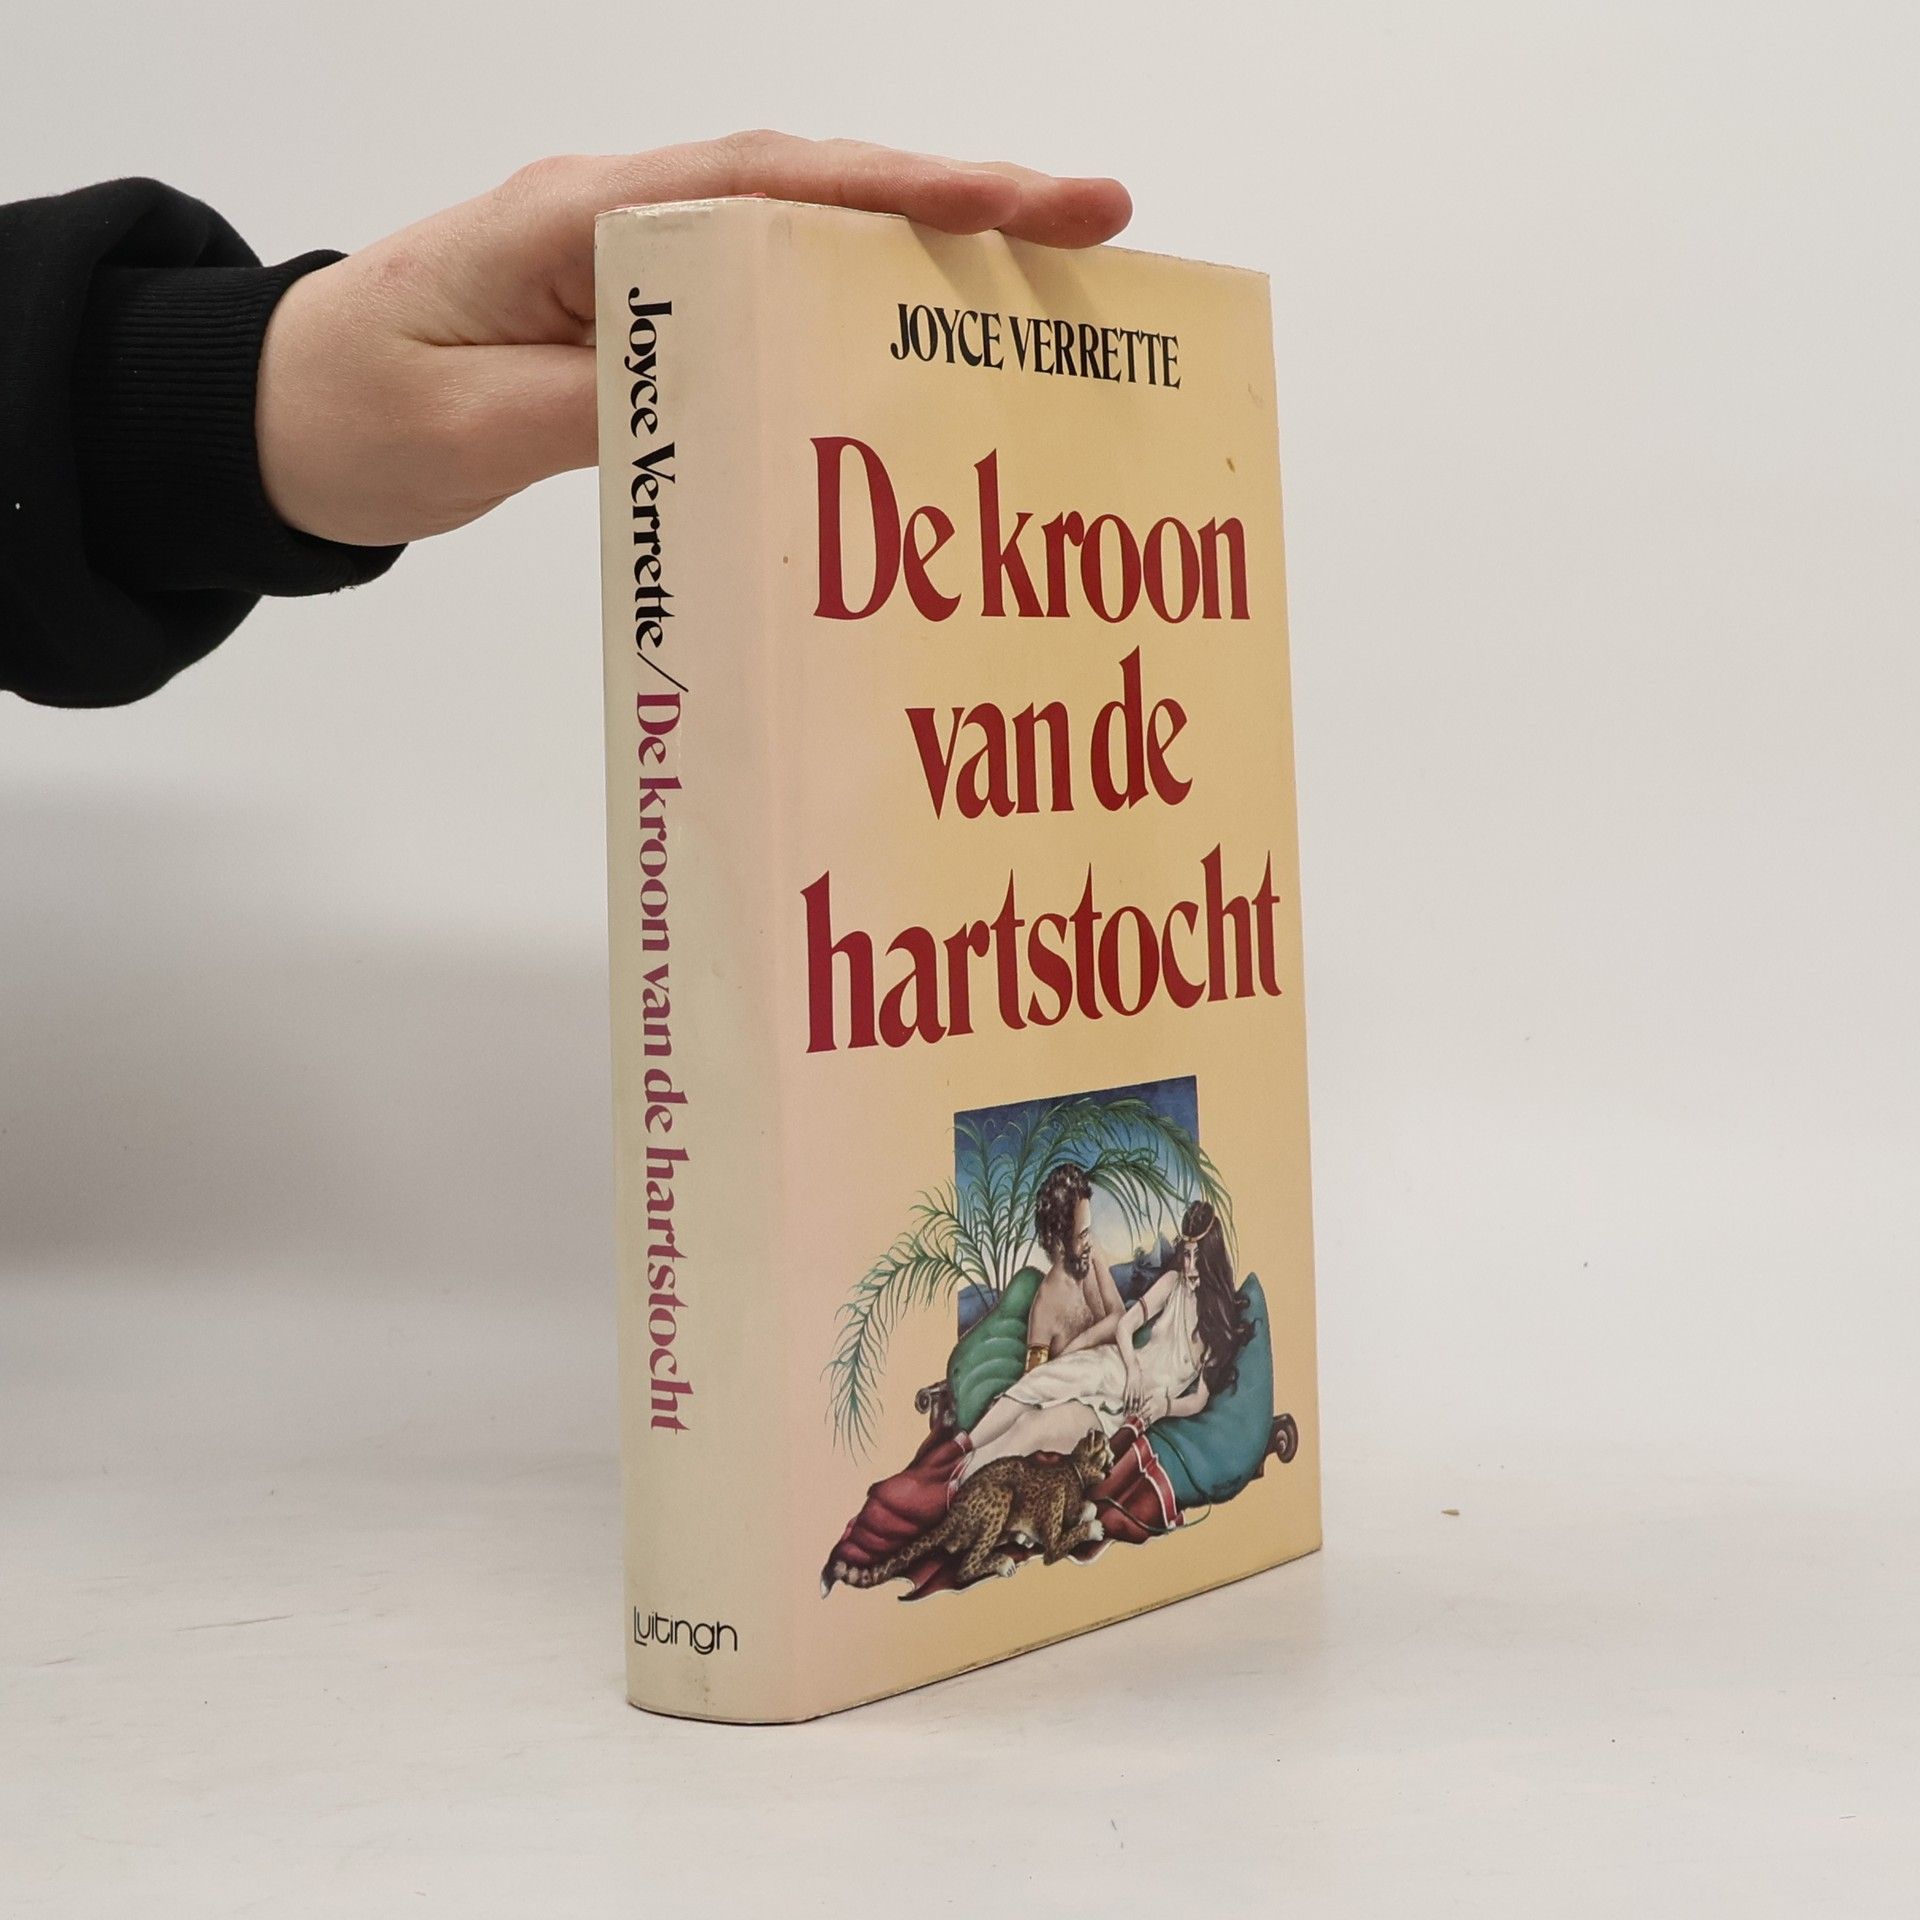 Joyce Verrette/De kroon van de hartstocht
Luitingh
JOYCE VERRETTE
De kroon
van de
hartstocht